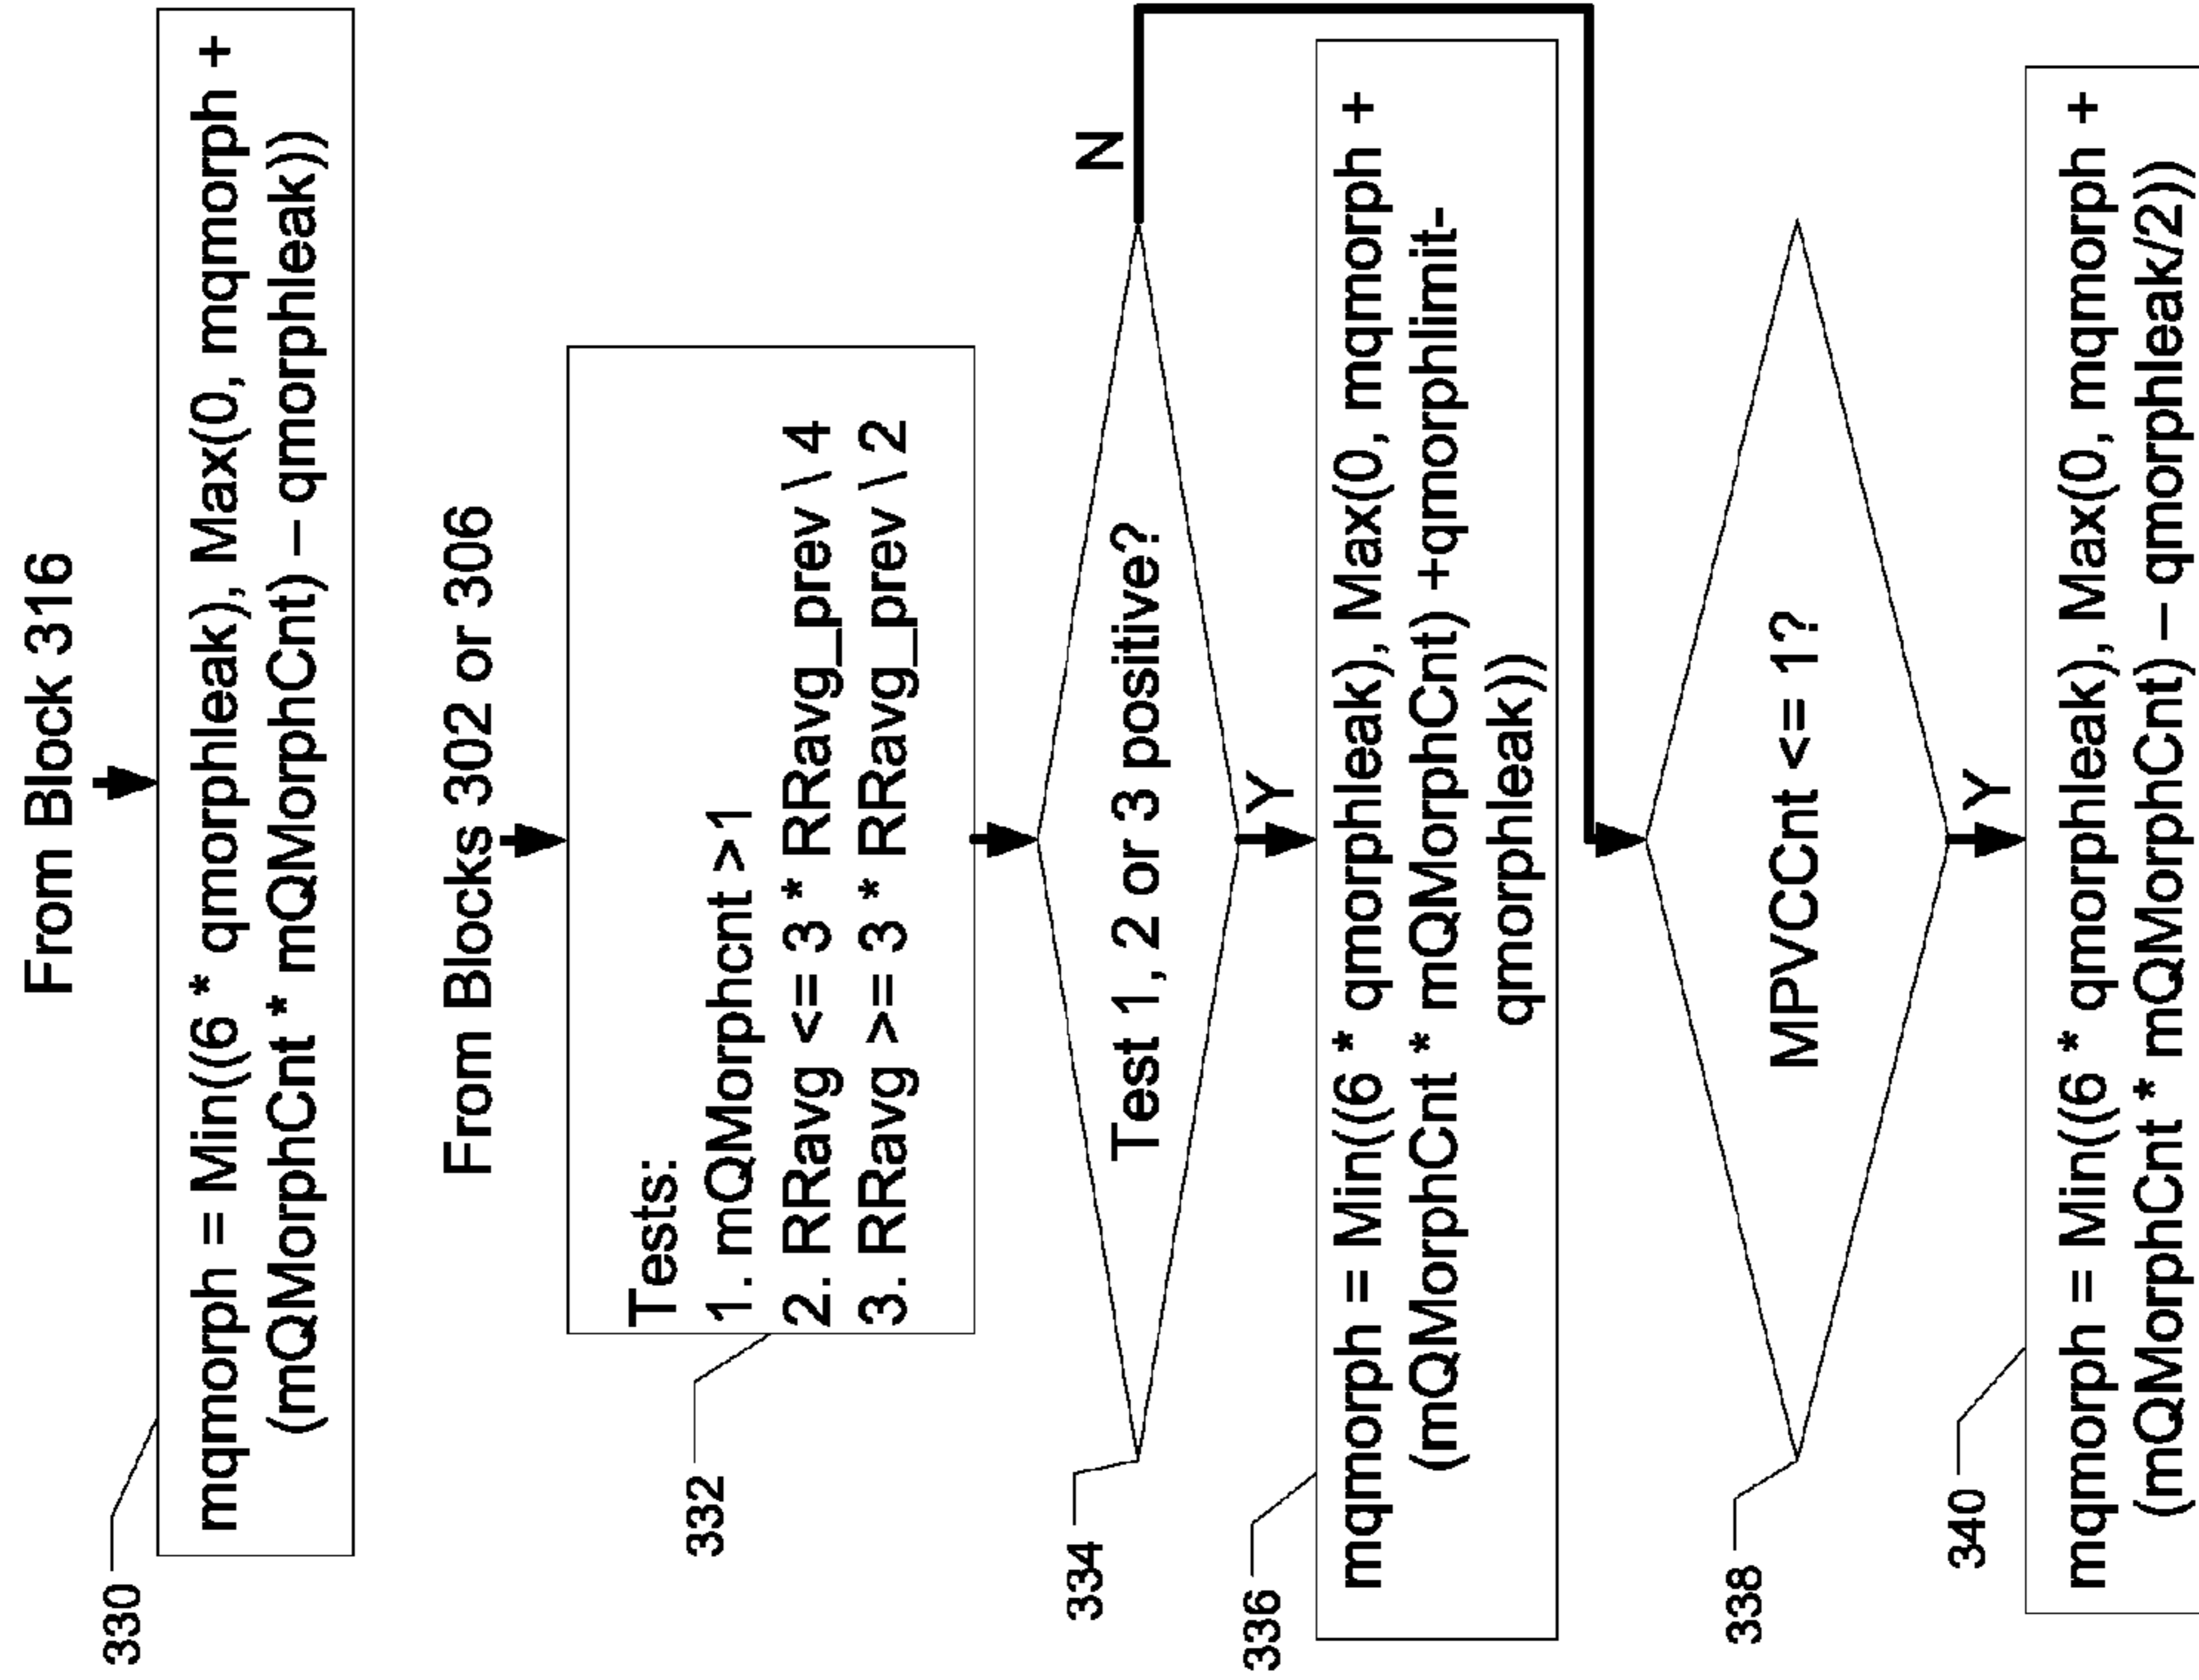 From Block 316
330
mqmorph = Min((6 * qmorphleak), Max(0, mqmorph +
(mQMorphCnt * mQMorphCnt) – qmorphleak))
From Blocks 302 or 306
332
Tests:
1. mQMorphcnt >1
2. RRavg <= 3 * RRavg_prev \ 4
3. RRavg >= 3 * RRavg_prev \ 2
334
Test 1, 2 or 3 positive?
N
Y
336
mqmorph = Min((6 * qmorphleak), Max(0, mqmorph +
(mQMorphCnt * mQMorphCnt) +qmorphlimit-
qmorphleak))
338
MPVCCnt <= 1?
Y
340
mqmorph = Min((6 * qmorphleak), Max(0, mqmorph +
(mQMorphCnt * mQMorphCnt) – qmorphleak/2))